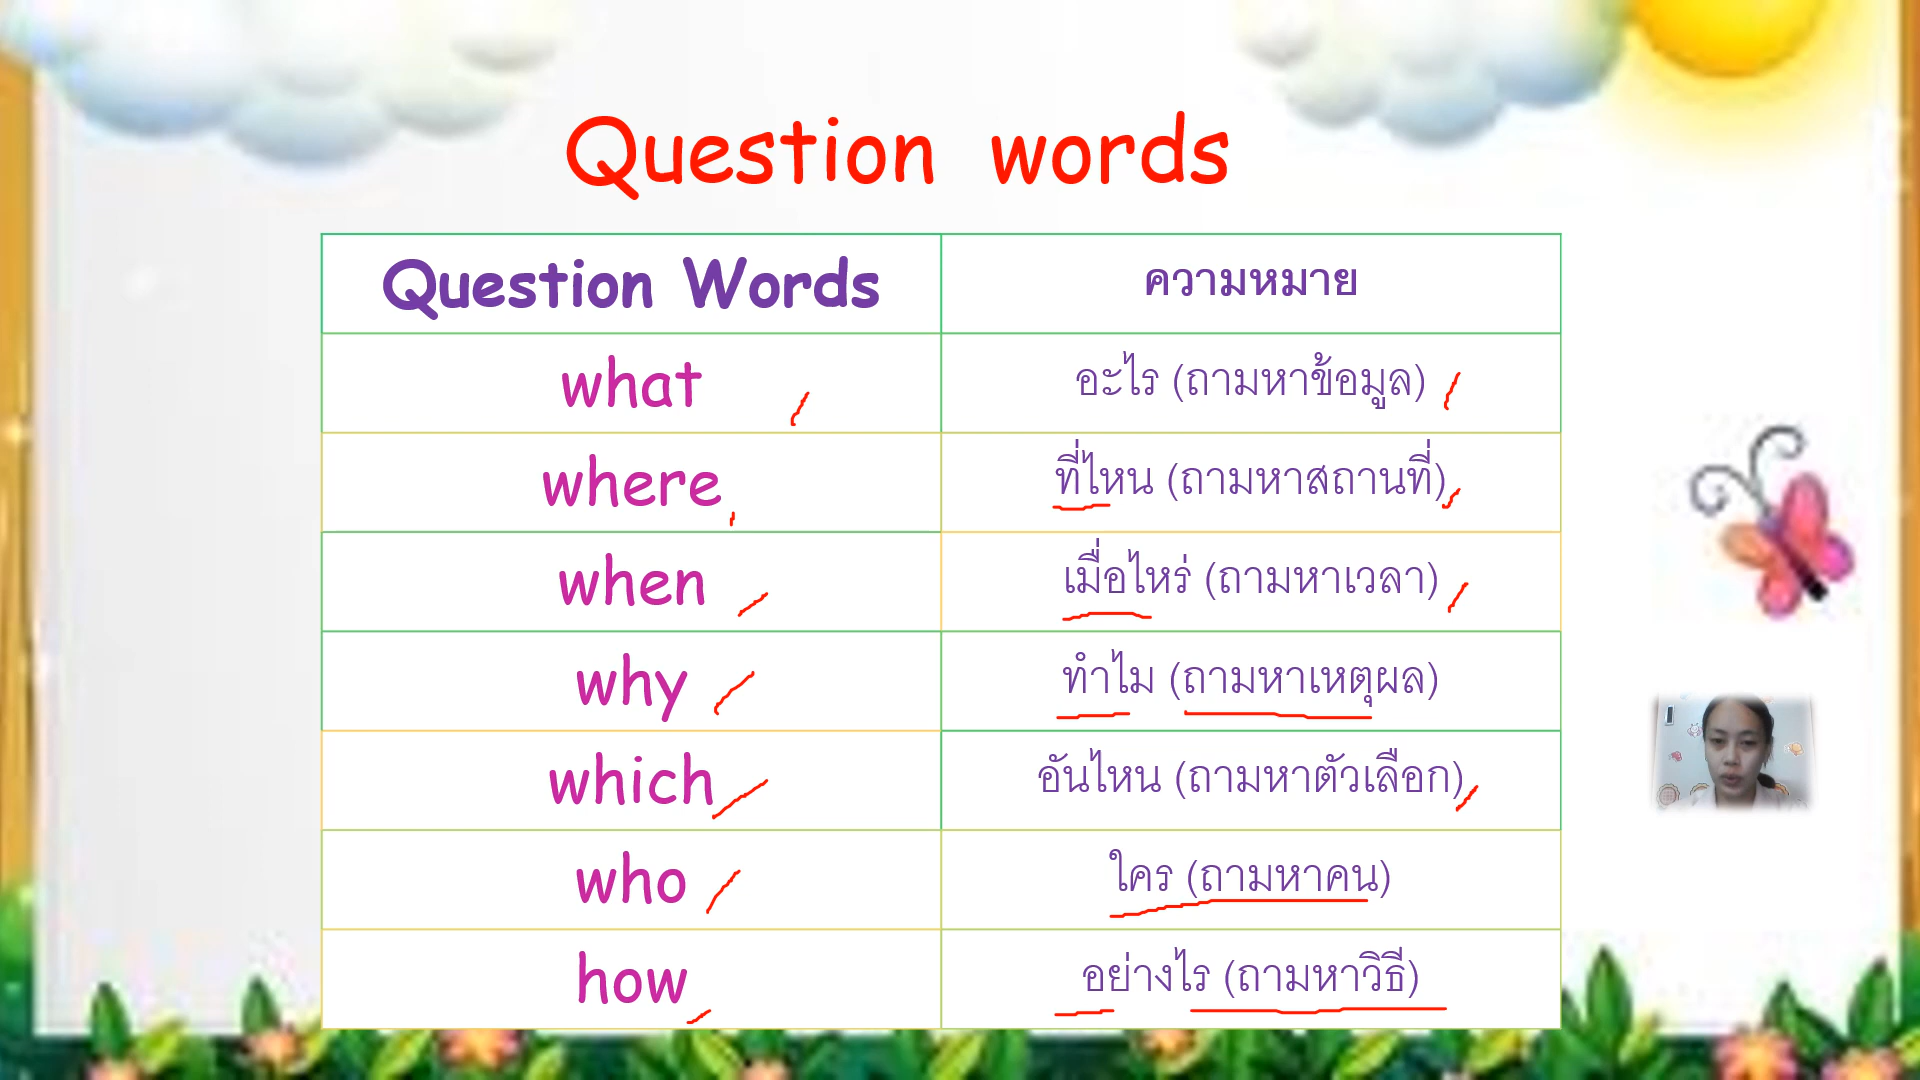 Question words
Question Words ความหมาย
what อะไร (ถามหาข้อมูล)
where ที่ไหน (ถามหาสถานที่)
when เมื่อไหร่ (ถามหาเวลา)
why ทำไม (ถามหาเหตุผล)
which อันไหน (ถามหาตัวเลือก)
who ใคร (ถามหาคน)
how อย่างไร (ถามหาวิธี)